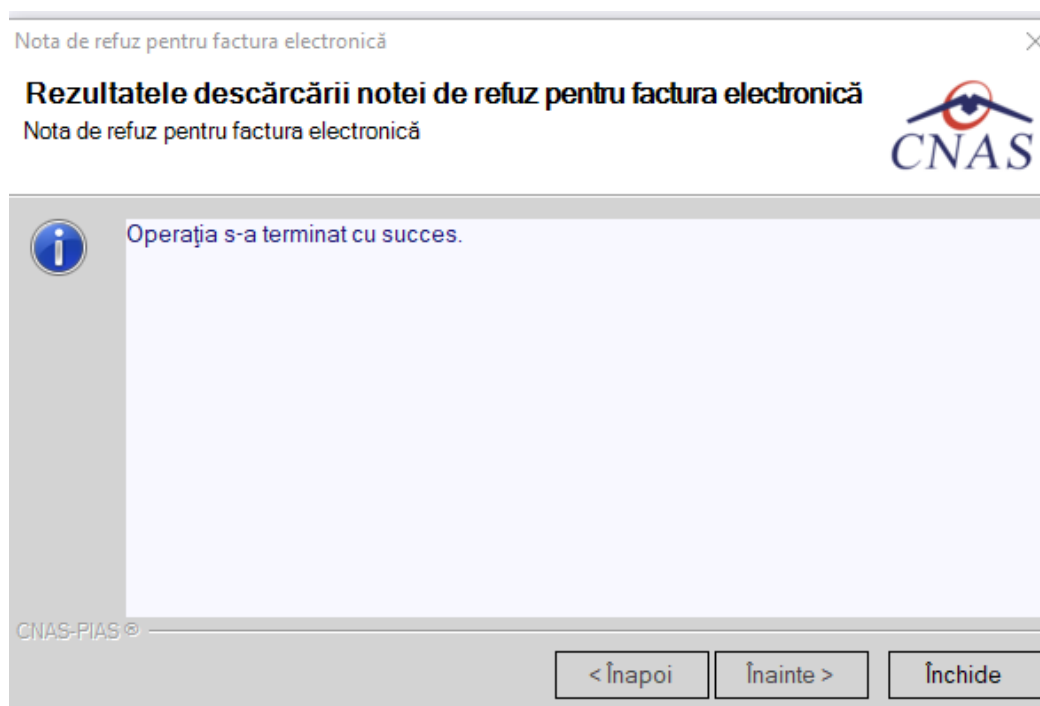 Nota de refuz pentru factura electronică
Rezultatele descărcării notei de refuz pentru factura electronică
Nota de refuz pentru factura electronică
CNAS
Operaţia s-a terminat cu succes.
CNAS-PIAS ®
< Înapoi
Înainte >
Închide